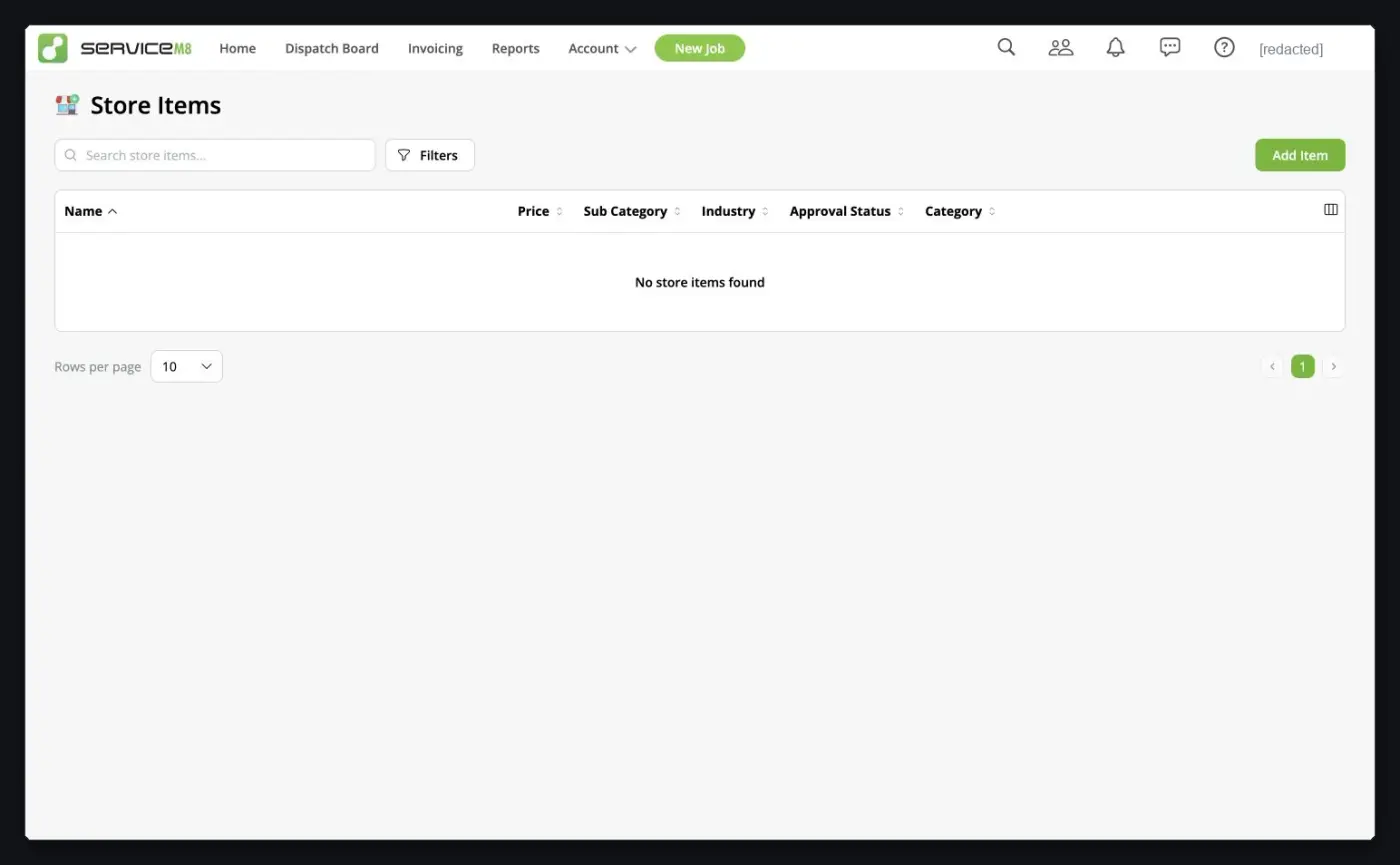 SERVICEM8 Home Dispatch Board Invoicing Reports Account New Job [redacted]
Store Items
Search store items... Filters Add Item
Name Price Sub Category Industry Approval Status Category
No store items found
Rows per page 10 1